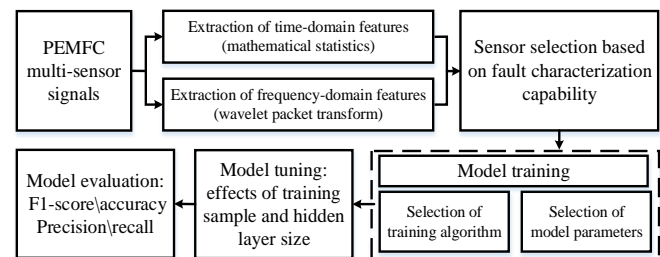 PEMFC
multi-sensor
signals
Extraction of time-domain features
(mathematical statistics)
Extraction of frequency-domain features
(wavelet packet transform)
Sensor selection based
on fault characterization
capability
Model training
Selection of
training algorithm
Selection of
model parameters
Model tuning:
effects of training
sample and hidden
layer size
Model evaluation:
F1-score\accuracy
Precision\recall